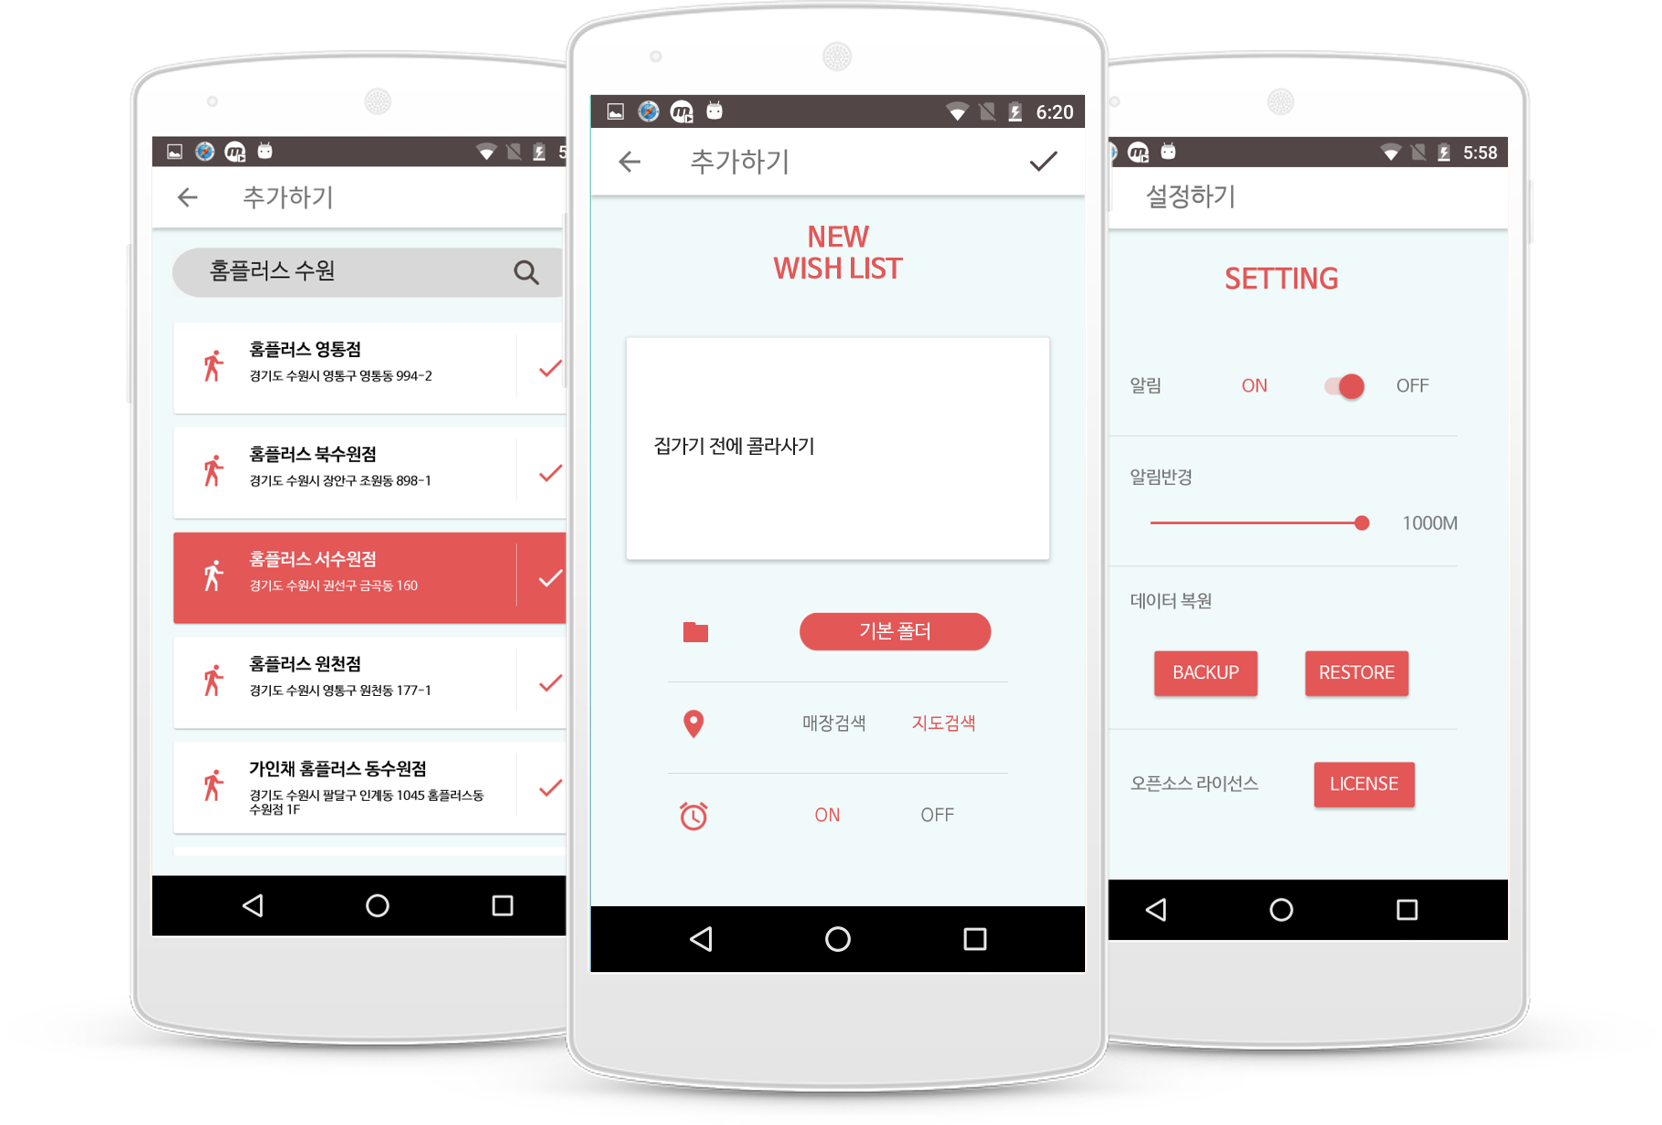 5
추가하기
홈플러스 수원
홈플러스 영통점
경기도 수원시 영통구 영통동 994-2
홈플러스 북수원점
경기도 수원시 장안구 조원동 898-1
홈플러스 서수원점
경기도 수원시 권선구 금곡동 160
홈플러스 원천점
경기도 수원시 영통구 원천동 177-1
가인채 홈플러스 동수원점
경기도 수원시 팔달구 인계동 1045 홈플러스동
수원점 1F
6:20
추가하기
NEW
WISH LIST
집가기 전에 콜라사기
기본 폴더
매장검색 지도검색
ON OFF
5:58
설정하기
SETTING
알림 ON OFF
알림반경
1000M
데이터 복원
BACKUP RESTORE
오픈소스 라이선스 LICENSE